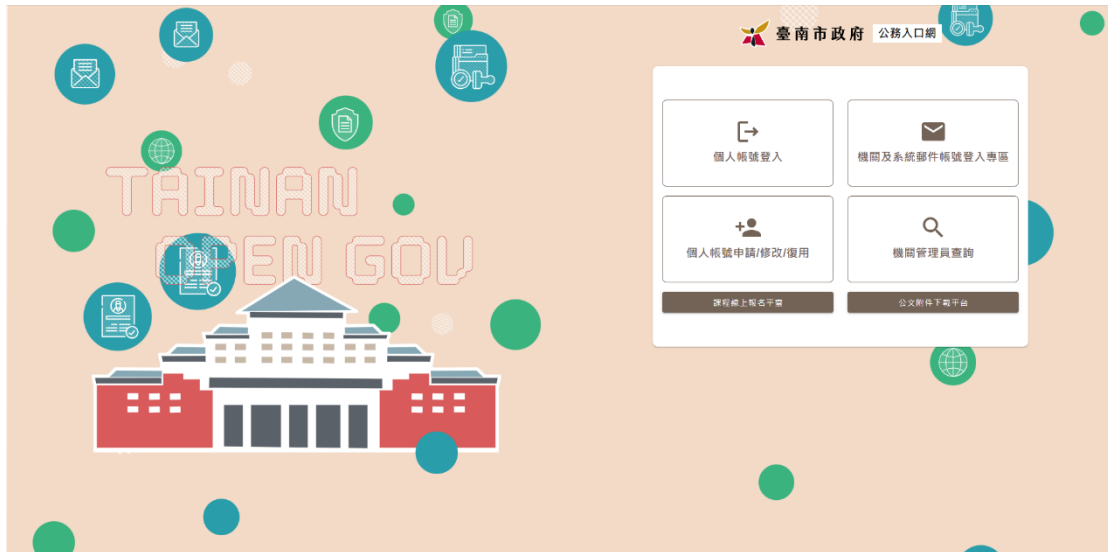 臺南市政府 公務入口網
TAINAN
OPEN GOV
個人帳號登入
機關及系統郵件帳號登入專區
個人帳號申請/修改/復用
機關管理員查詢
課程線上報名平臺
公文附件下載平台